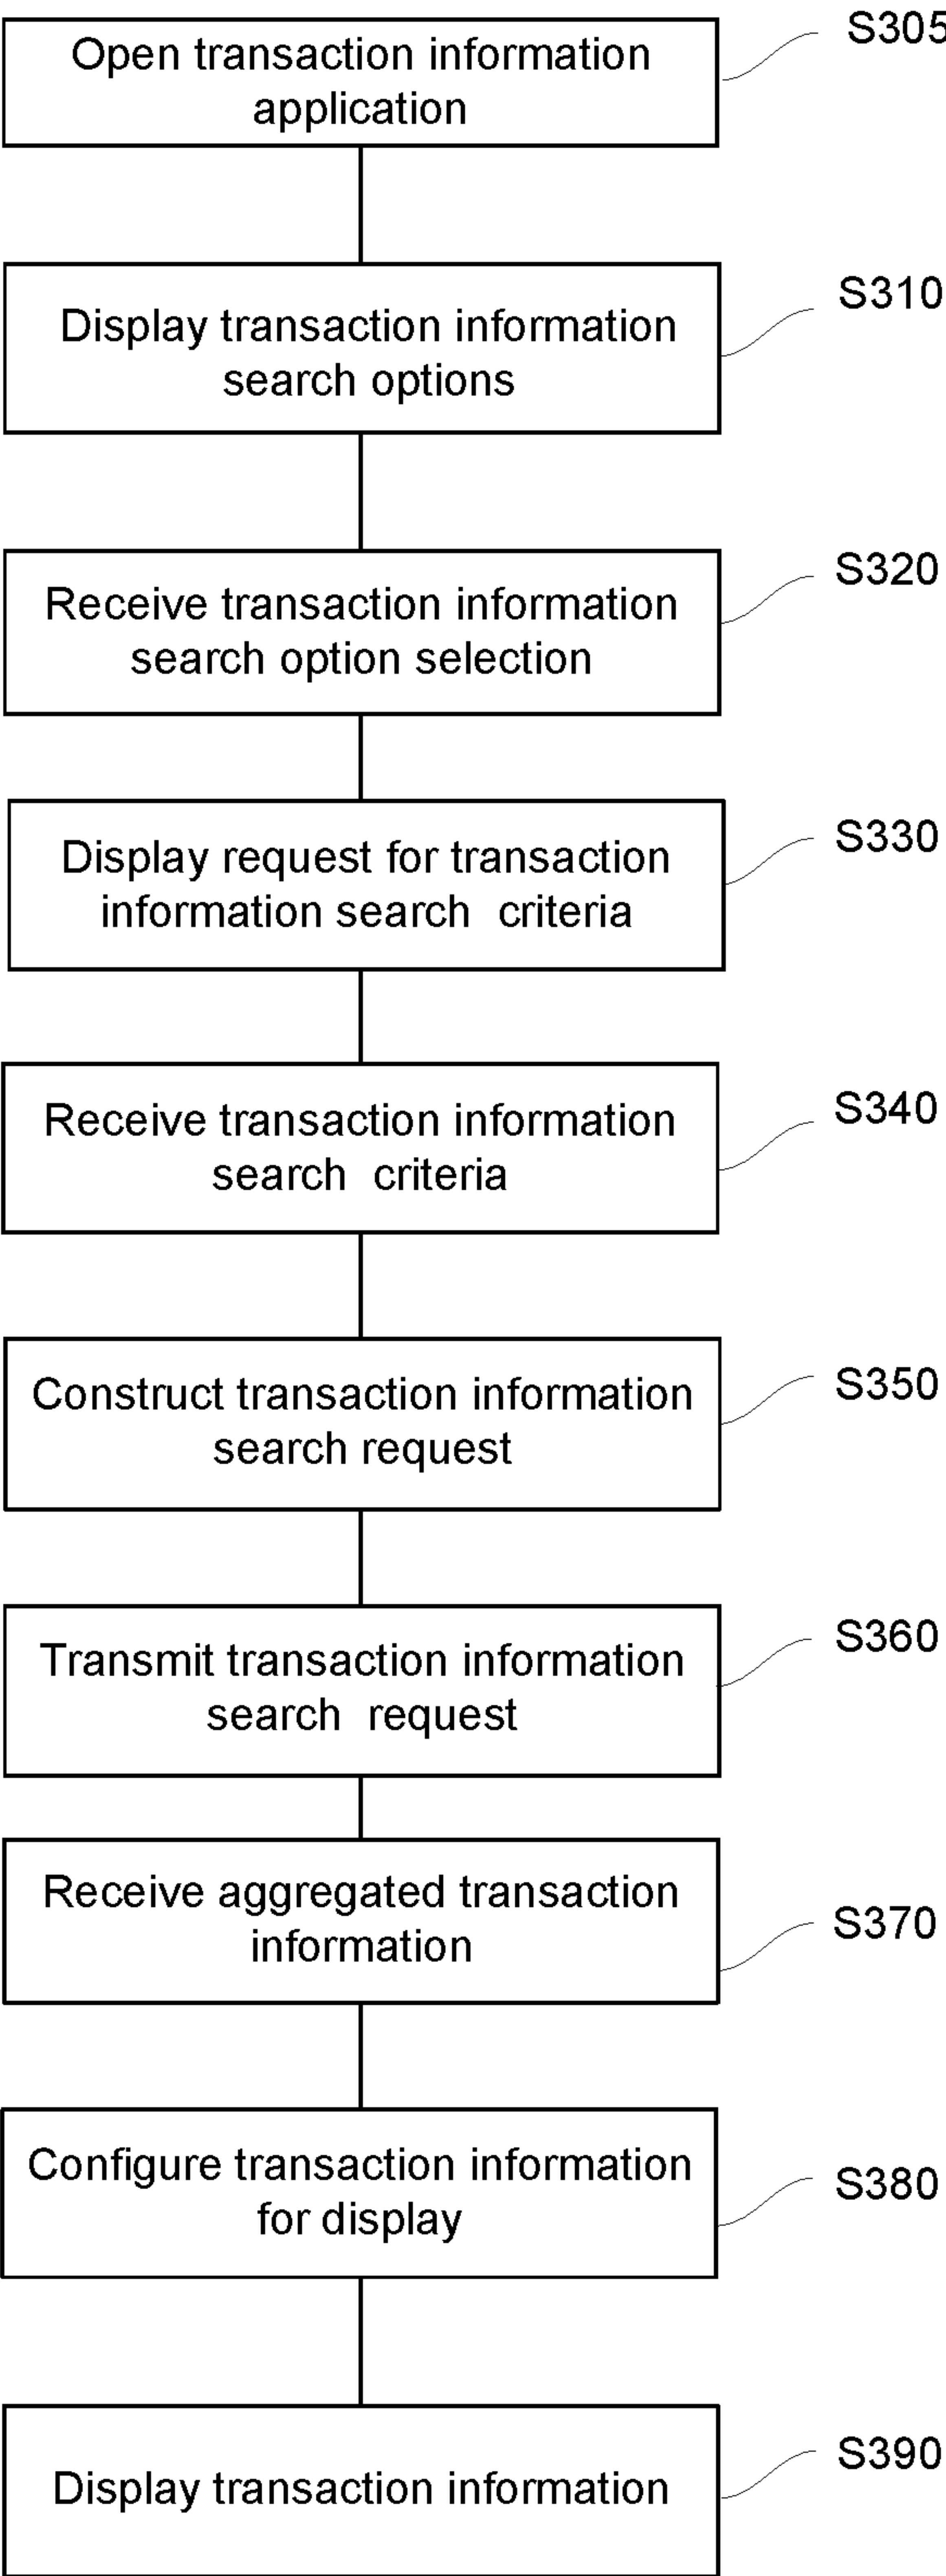 Open transaction information
application
S305
Display transaction information
search options
S310
Receive transaction information
search option selection
S320
Display request for transaction
information search criteria
S330
Receive transaction information
search criteria
S340
Construct transaction information
search request
S350
Transmit transaction information
search request
S360
Receive aggregated transaction
information
S370
Configure transaction information
for display
S380
Display transaction information
S390